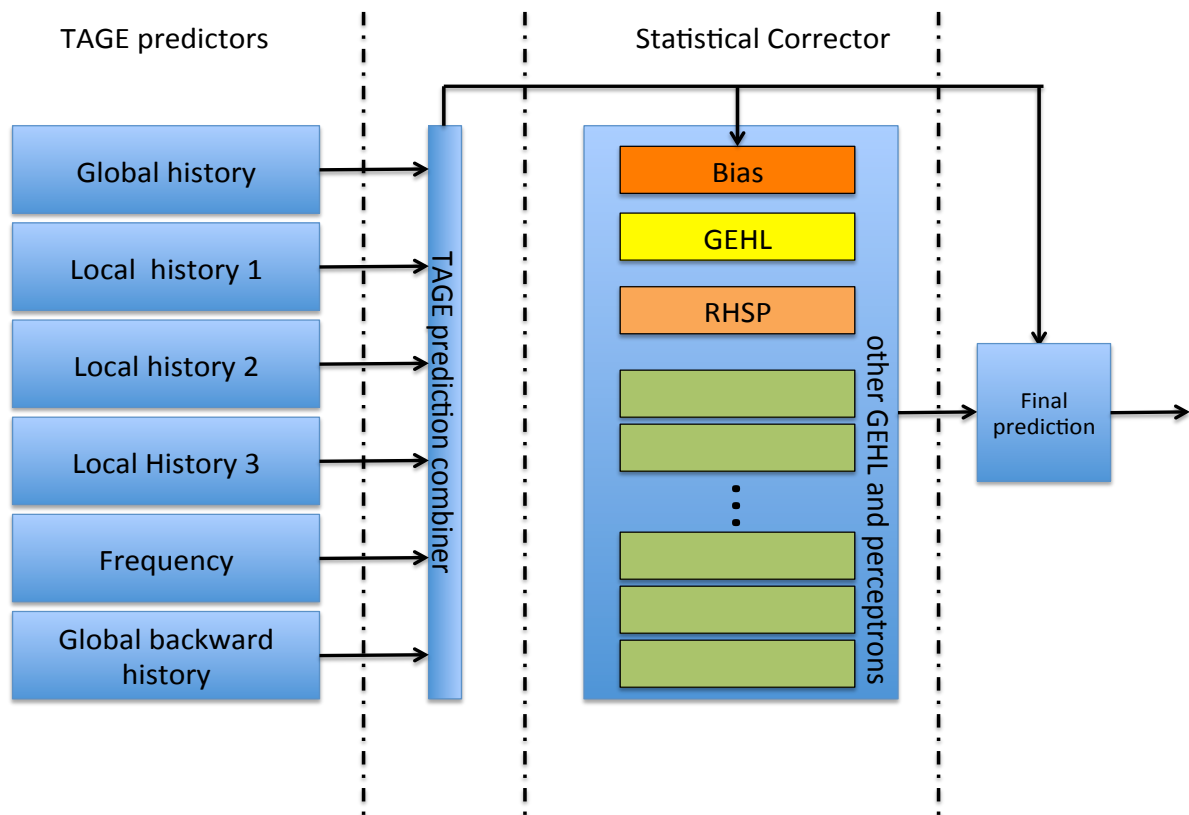 TAGE predictors
Statistical Corrector
Global history
Local  history 1
Local history 2
Local History 3
Frequency
Global backward
history
TAGE prediction combiner
Bias
GEHL
RHSP
other GEHL and perceptrons
Final
prediction